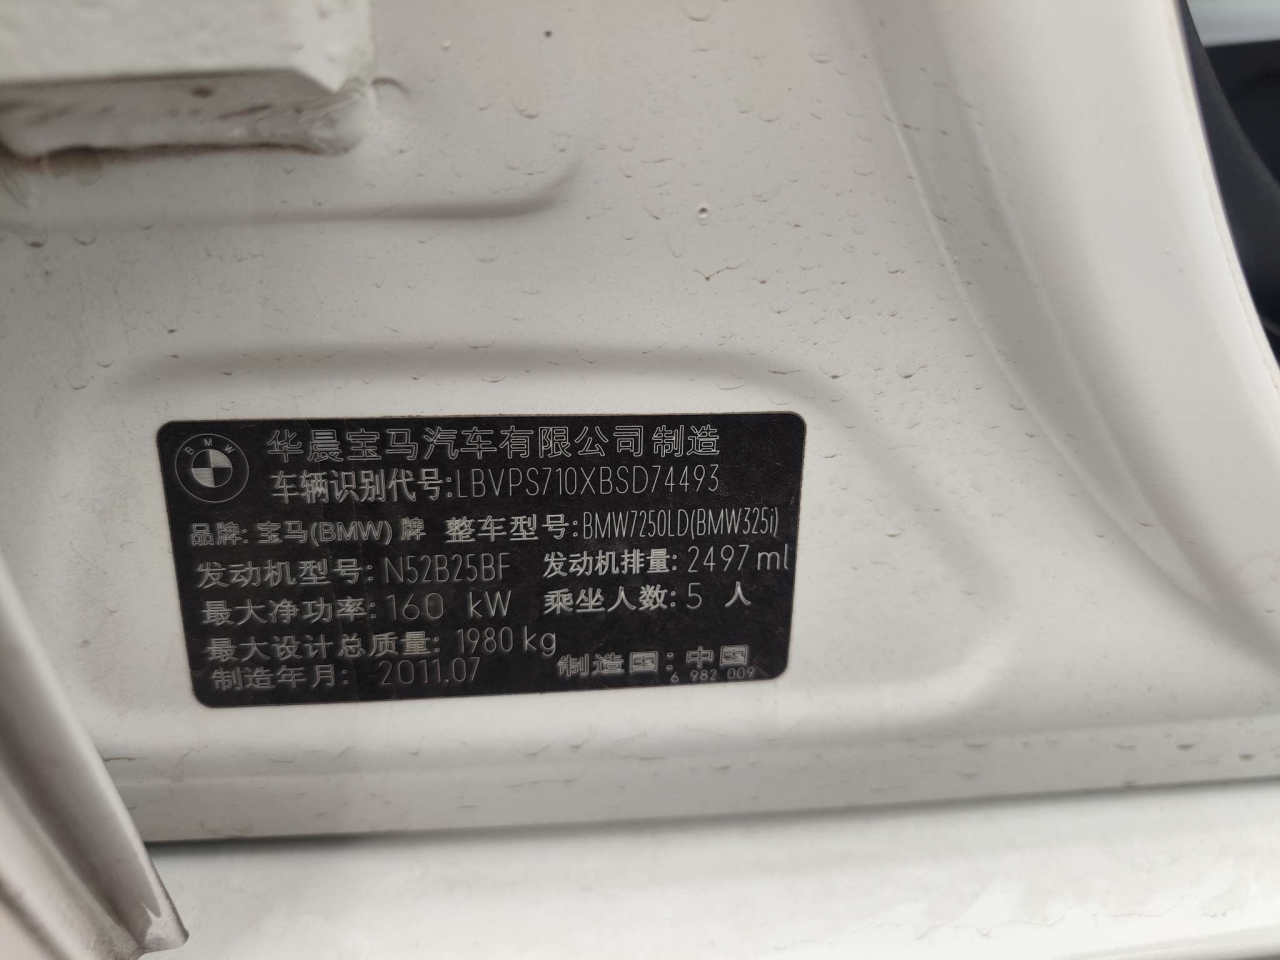 BMW
华晨宝马汽车有限公司制造
车辆识别代号:LBVPS710XBSD74493
品牌:宝马(BMW)牌 整车型号:BMW7250LD(BMW325i)
发动机型号:N52B25BF 发动机排量:2497ml
最大净功率:160 kW 乘坐人数:5 人
最大设计总质量:1980kg
制造年月:2011.07 制造国:中国
6 982 009